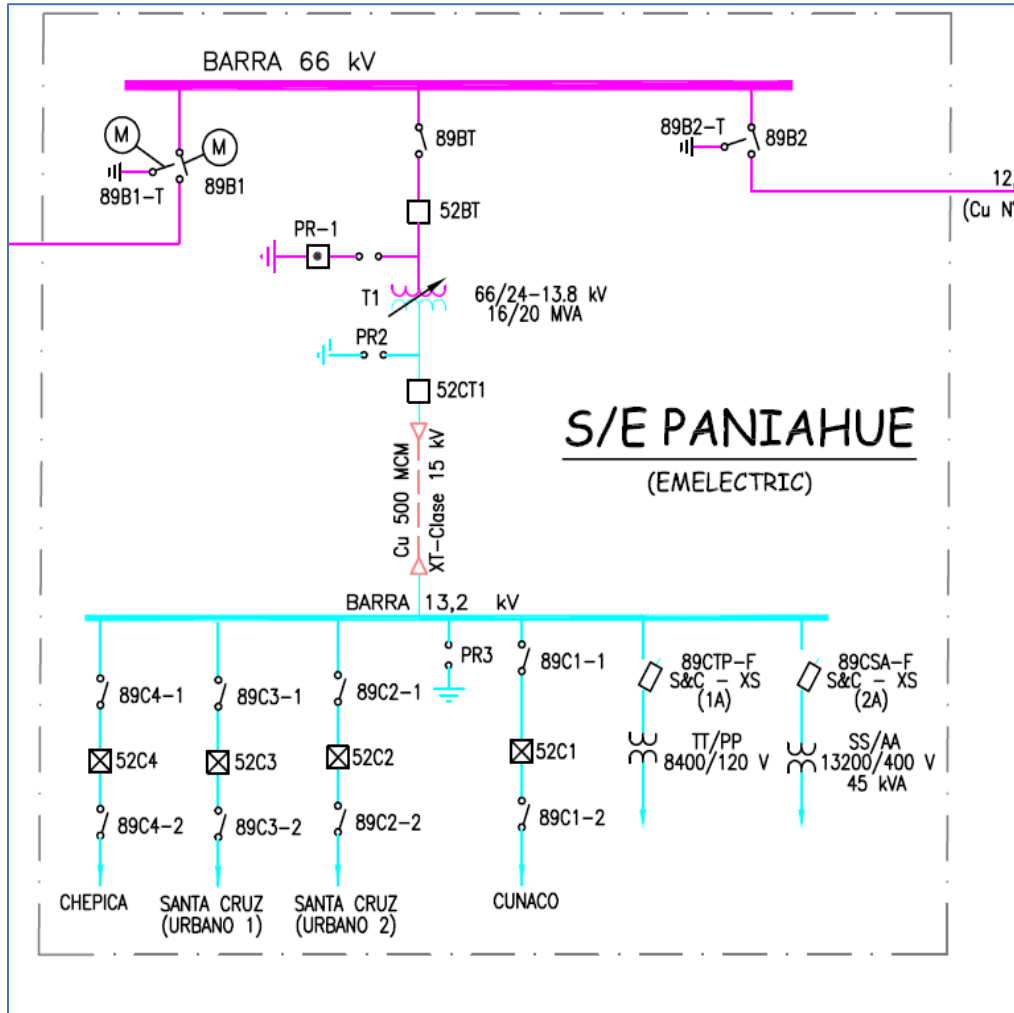 BARRA 66 kV
M
M
89B1-T
89B1
89BT
89B2-T
89B2
12,
(Cu N
52BT
PR-1
T1
66/24-13.8 kV
16/20 MVA
PR2
52CT1
Cu 500 MCM
XT-Clase 15 kV
S/E PANIAHUE
(EMELECTRIC)
BARRA 13,2 kV
89C4-1
89C3-1
89C2-1
PR3
89C1-1
89CTP-F
S&C - XS
(1A)
89CSA-F
S&C - XS
(2A)
52C4
52C3
52C2
52C1
TT/PP
8400/120 V
SS/AA
13200/400 V
45 kVA
89C4-2
89C3-2
89C2-2
89C1-2
CHEPICA
SANTA CRUZ
(URBANO 1)
SANTA CRUZ
(URBANO 2)
CUNACO